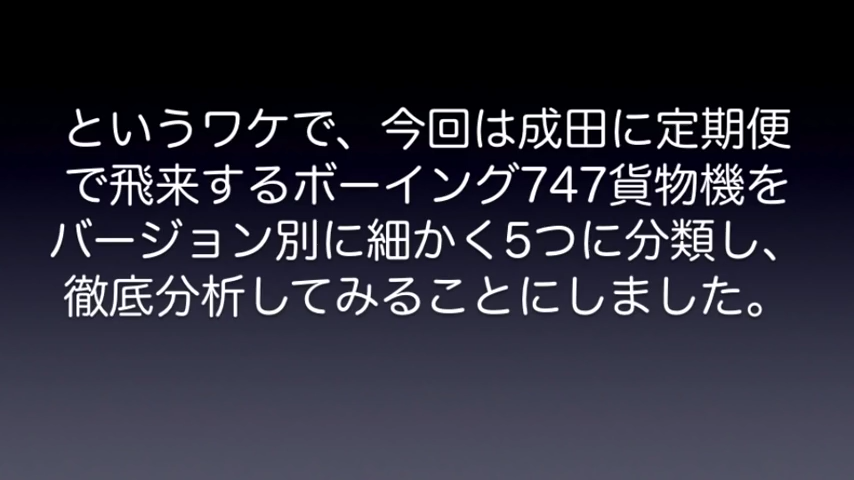 というワケで、今回は成田に定期便
で飛来するボーイング747貨物機を
バージョン別に細かく5つに分類し、
徹底分析してみることにしました。